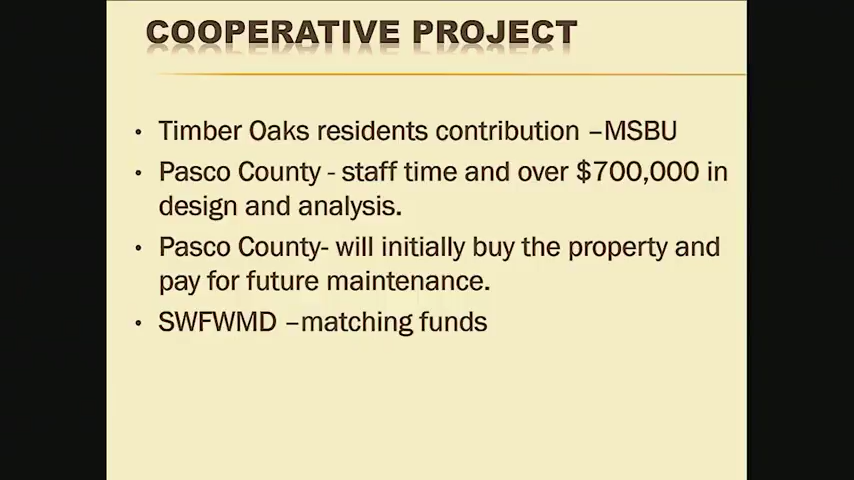 COOPERATIVE PROJECT
• Timber Oaks residents contribution –MSBU
• Pasco County - staff time and over $700,000 in
design and analysis.
• Pasco County- will initially buy the property and
pay for future maintenance.
• SWFWMD –matching funds